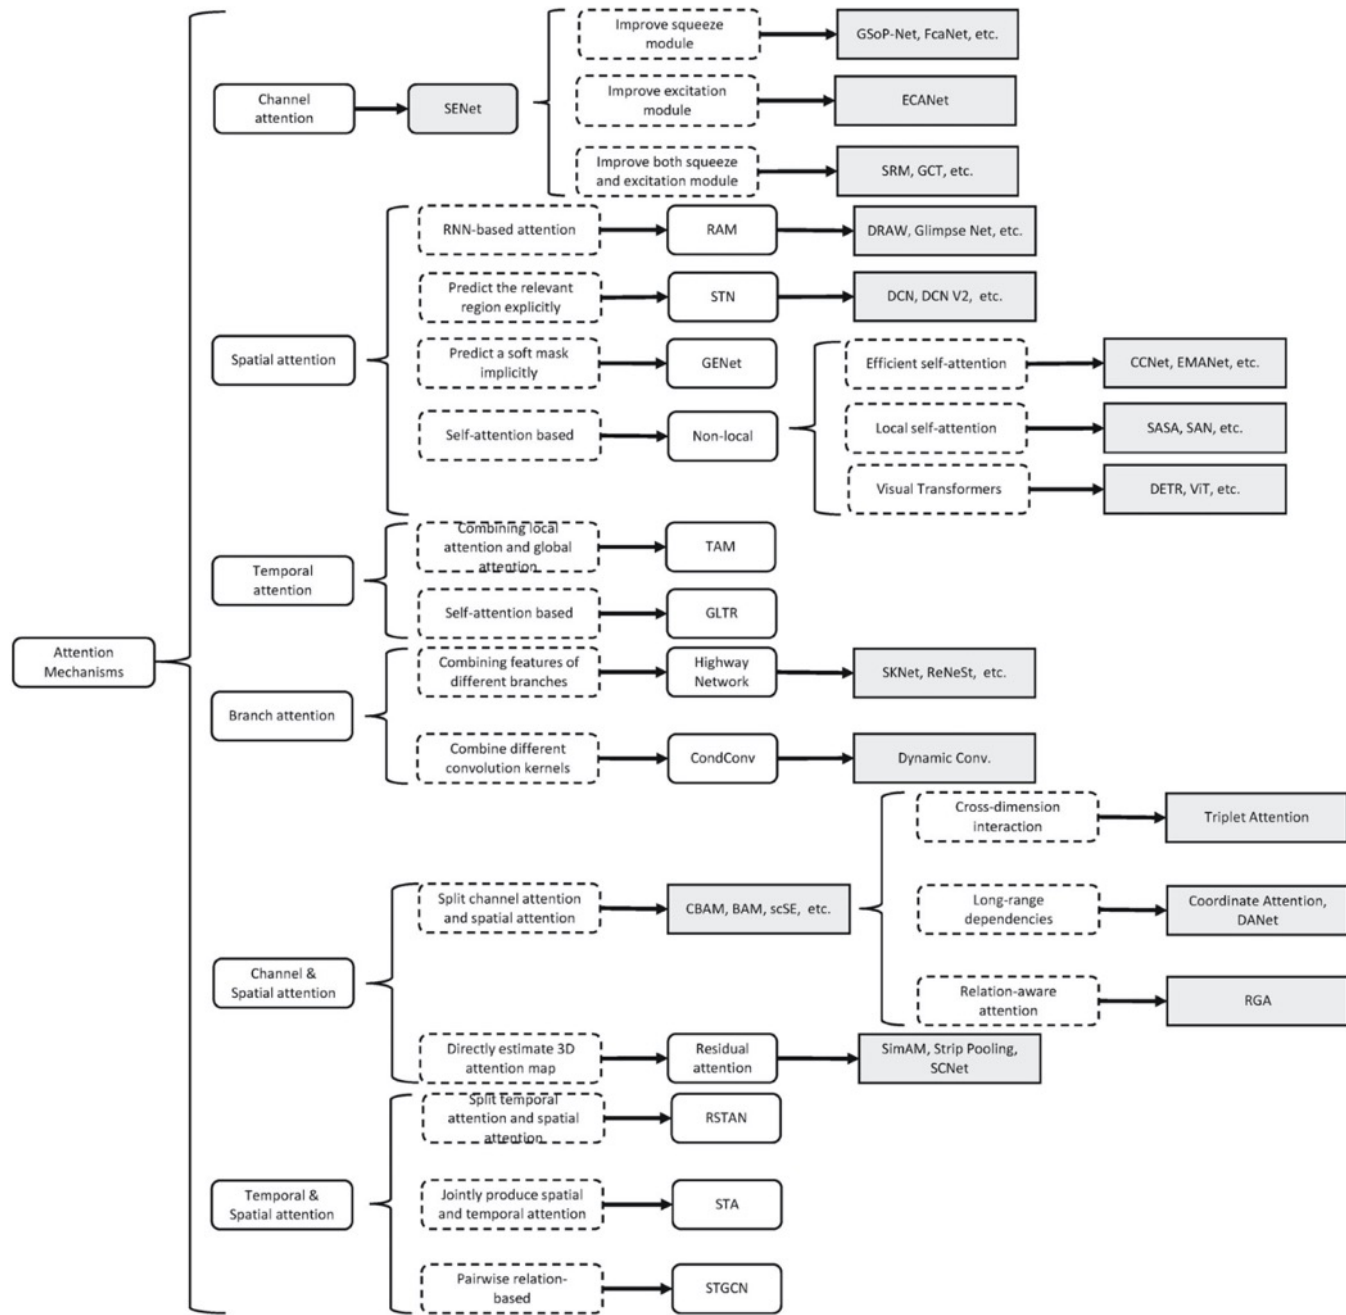 Improve squeeze
module
GSoP-Net, FcaNet, etc.
Channel
attention
SENet
Improve excitation
module
ECANet
Improve both squeeze
and excitation module
SRM, GCT, etc.
RNN-based attention
RAM
DRAW, Glimpse Net, etc.
Predict the relevant
region explicitly
STN
DCN, DCN V2, etc.
Spatial attention
Predict a soft mask
implicitly
GENet
Efficient self-attention
CCNet, EMANet, etc.
Self-attention based
Non-local
Local self-attention
SASA, SAN, etc.
Visual Transformers
DETR, ViT, etc.
Combining local
attention and global
attention
TAM
Temporal
attention
Self-attention based
GLTR
Attention
Mechanisms
Combining features of
different branches
Highway
Network
SKNet, ReNeSt, etc.
Branch attention
Combine different
convolution kernels
CondConv
Dynamic Conv.
Cross-dimension
interaction
Triplet Attention
Split channel attention
and spatial attention
CBAM, BAM, scSE, etc.
Long-range
dependencies
Coordinate Attention,
DANet
Channel &
Spatial attention
Relation-aware
attention
RGA
Directly estimate 3D
attention map
Residual
attention
SimAM, Strip Pooling,
SCNet
Split temporal
attention and spatial
attention
RSTAN
Temporal &
Spatial attention
Jointly produce spatial
and temporal attention
STA
Pairwise relation-
based
STGCN